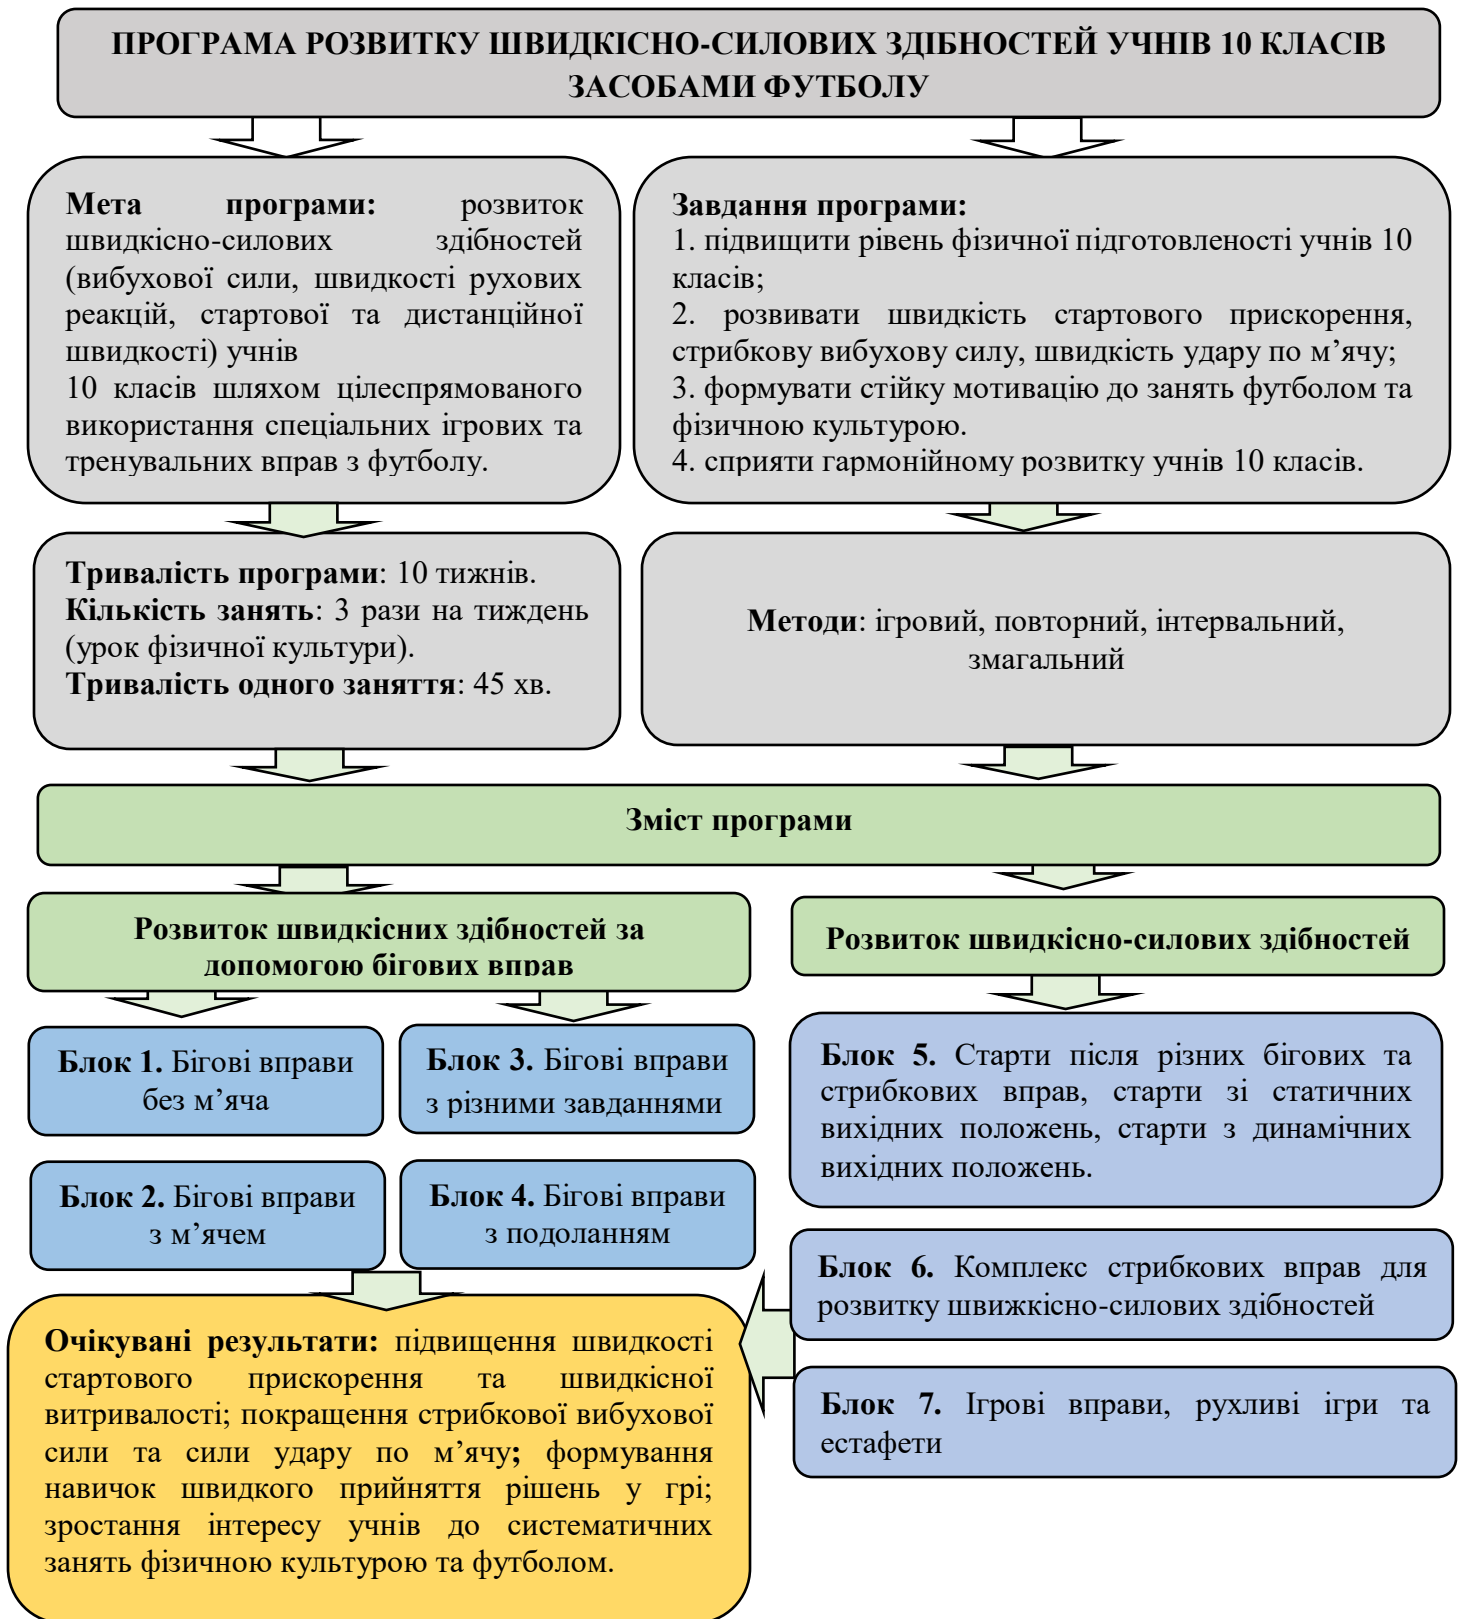 ПРОГРАМА РОЗВИТКУ ШВИДКІСНО-СИЛОВИХ ЗДІБНОСТЕЙ УЧНІВ 10 КЛАСІВ
ЗАСОБАМИ ФУТБОЛУ
Мета програми: розвиток
швидкісно-силових здібностей
(вибухової сили, швидкості рухових
реакцій, стартової та дистанційної
швидкості) учнів
10 класів шляхом цілеспрямованого
використання спеціальних ігрових та
тренувальних вправ з футболу.
Завдання програми:
1. підвищити рівень фізичної підготовленості учнів 10
класів;
2. розвивати швидкість стартового прискорення,
стрибкову вибухову силу, швидкість удару по м’ячу;
3. формувати стійку мотивацію до занять футболом та
фізичною культурою.
4. сприяти гармонійному розвитку учнів 10 класів.
Тривалість програми: 10 тижнів.
Кількість занять: 3 рази на тиждень
(урок фізичної культури).
Тривалість одного заняття: 45 хв.
Методи: ігровий, повторний, інтервальний,
змагальний
Зміст програми
Розвиток швидкісних здібностей за
допомогою бігових вправ
Розвиток швидкісно-силових здібностей
Блок 1. Бігові вправи
без м’яча
Блок 3. Бігові вправи
з різними завданнями
Блок 2. Бігові вправи
з м’ячем
Блок 4. Бігові вправи
з подоланням
Блок 5. Старти після різних бігових та
стрибкових вправ, старти зі статичних
вихідних положень, старти з динамічних
вихідних положень.
Блок 6. Комплекс стрибкових вправ для
розвитку швижкісно-силових здібностей
Блок 7. Ігрові вправи, рухливі ігри та
естафети
Очікувані результати: підвищення швидкості
стартового прискорення та швидкісної
витривалості; покращення стрибкової вибухової
сили та сили удару по м’ячу; формування
навичок швидкого прийняття рішень у грі;
зростання інтересу учнів до систематичних
занять фізичною культурою та футболом.